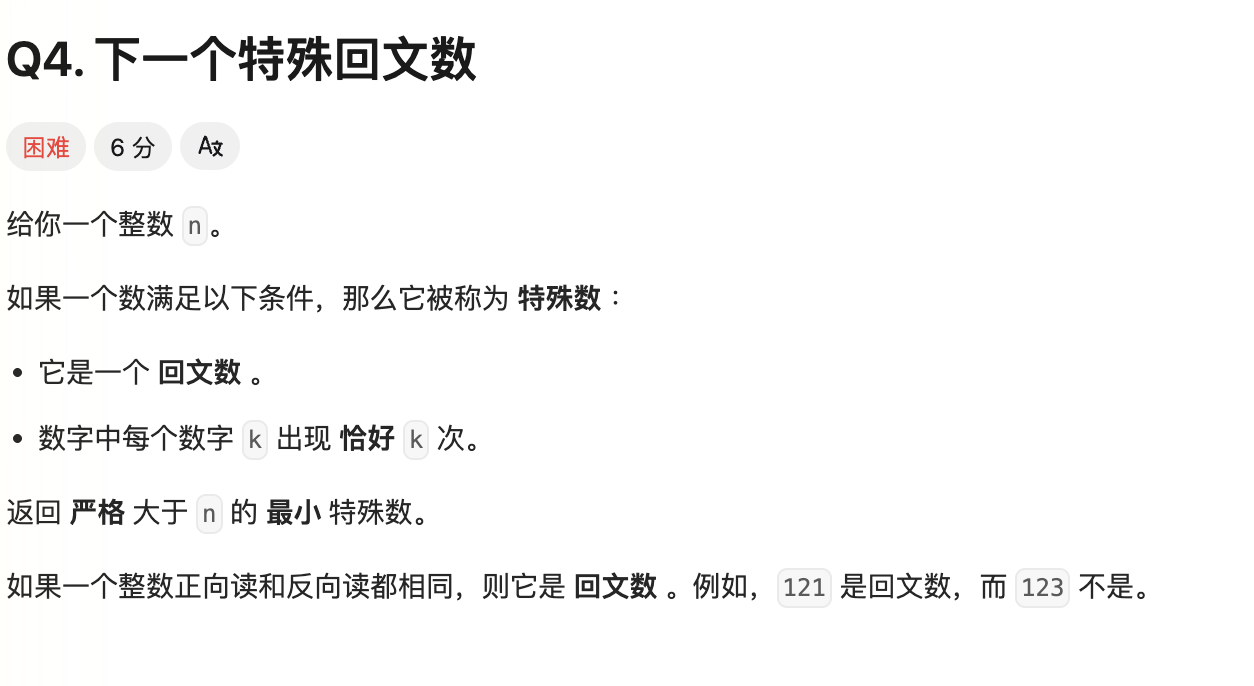 Q4. 下一个特殊回文数
困难 6 分 A文
给你一个整数 n。
如果一个数满足以下条件，那么它被称为 特殊数：
• 它是一个 回文数 。
• 数字中每个数字 k 出现 恰好 k 次。
返回 严格 大于 n 的 最小 特殊数。
如果一个整数正向读和反向读都相同，则它是 回文数 。例如，121 是回文数，而 123 不是。